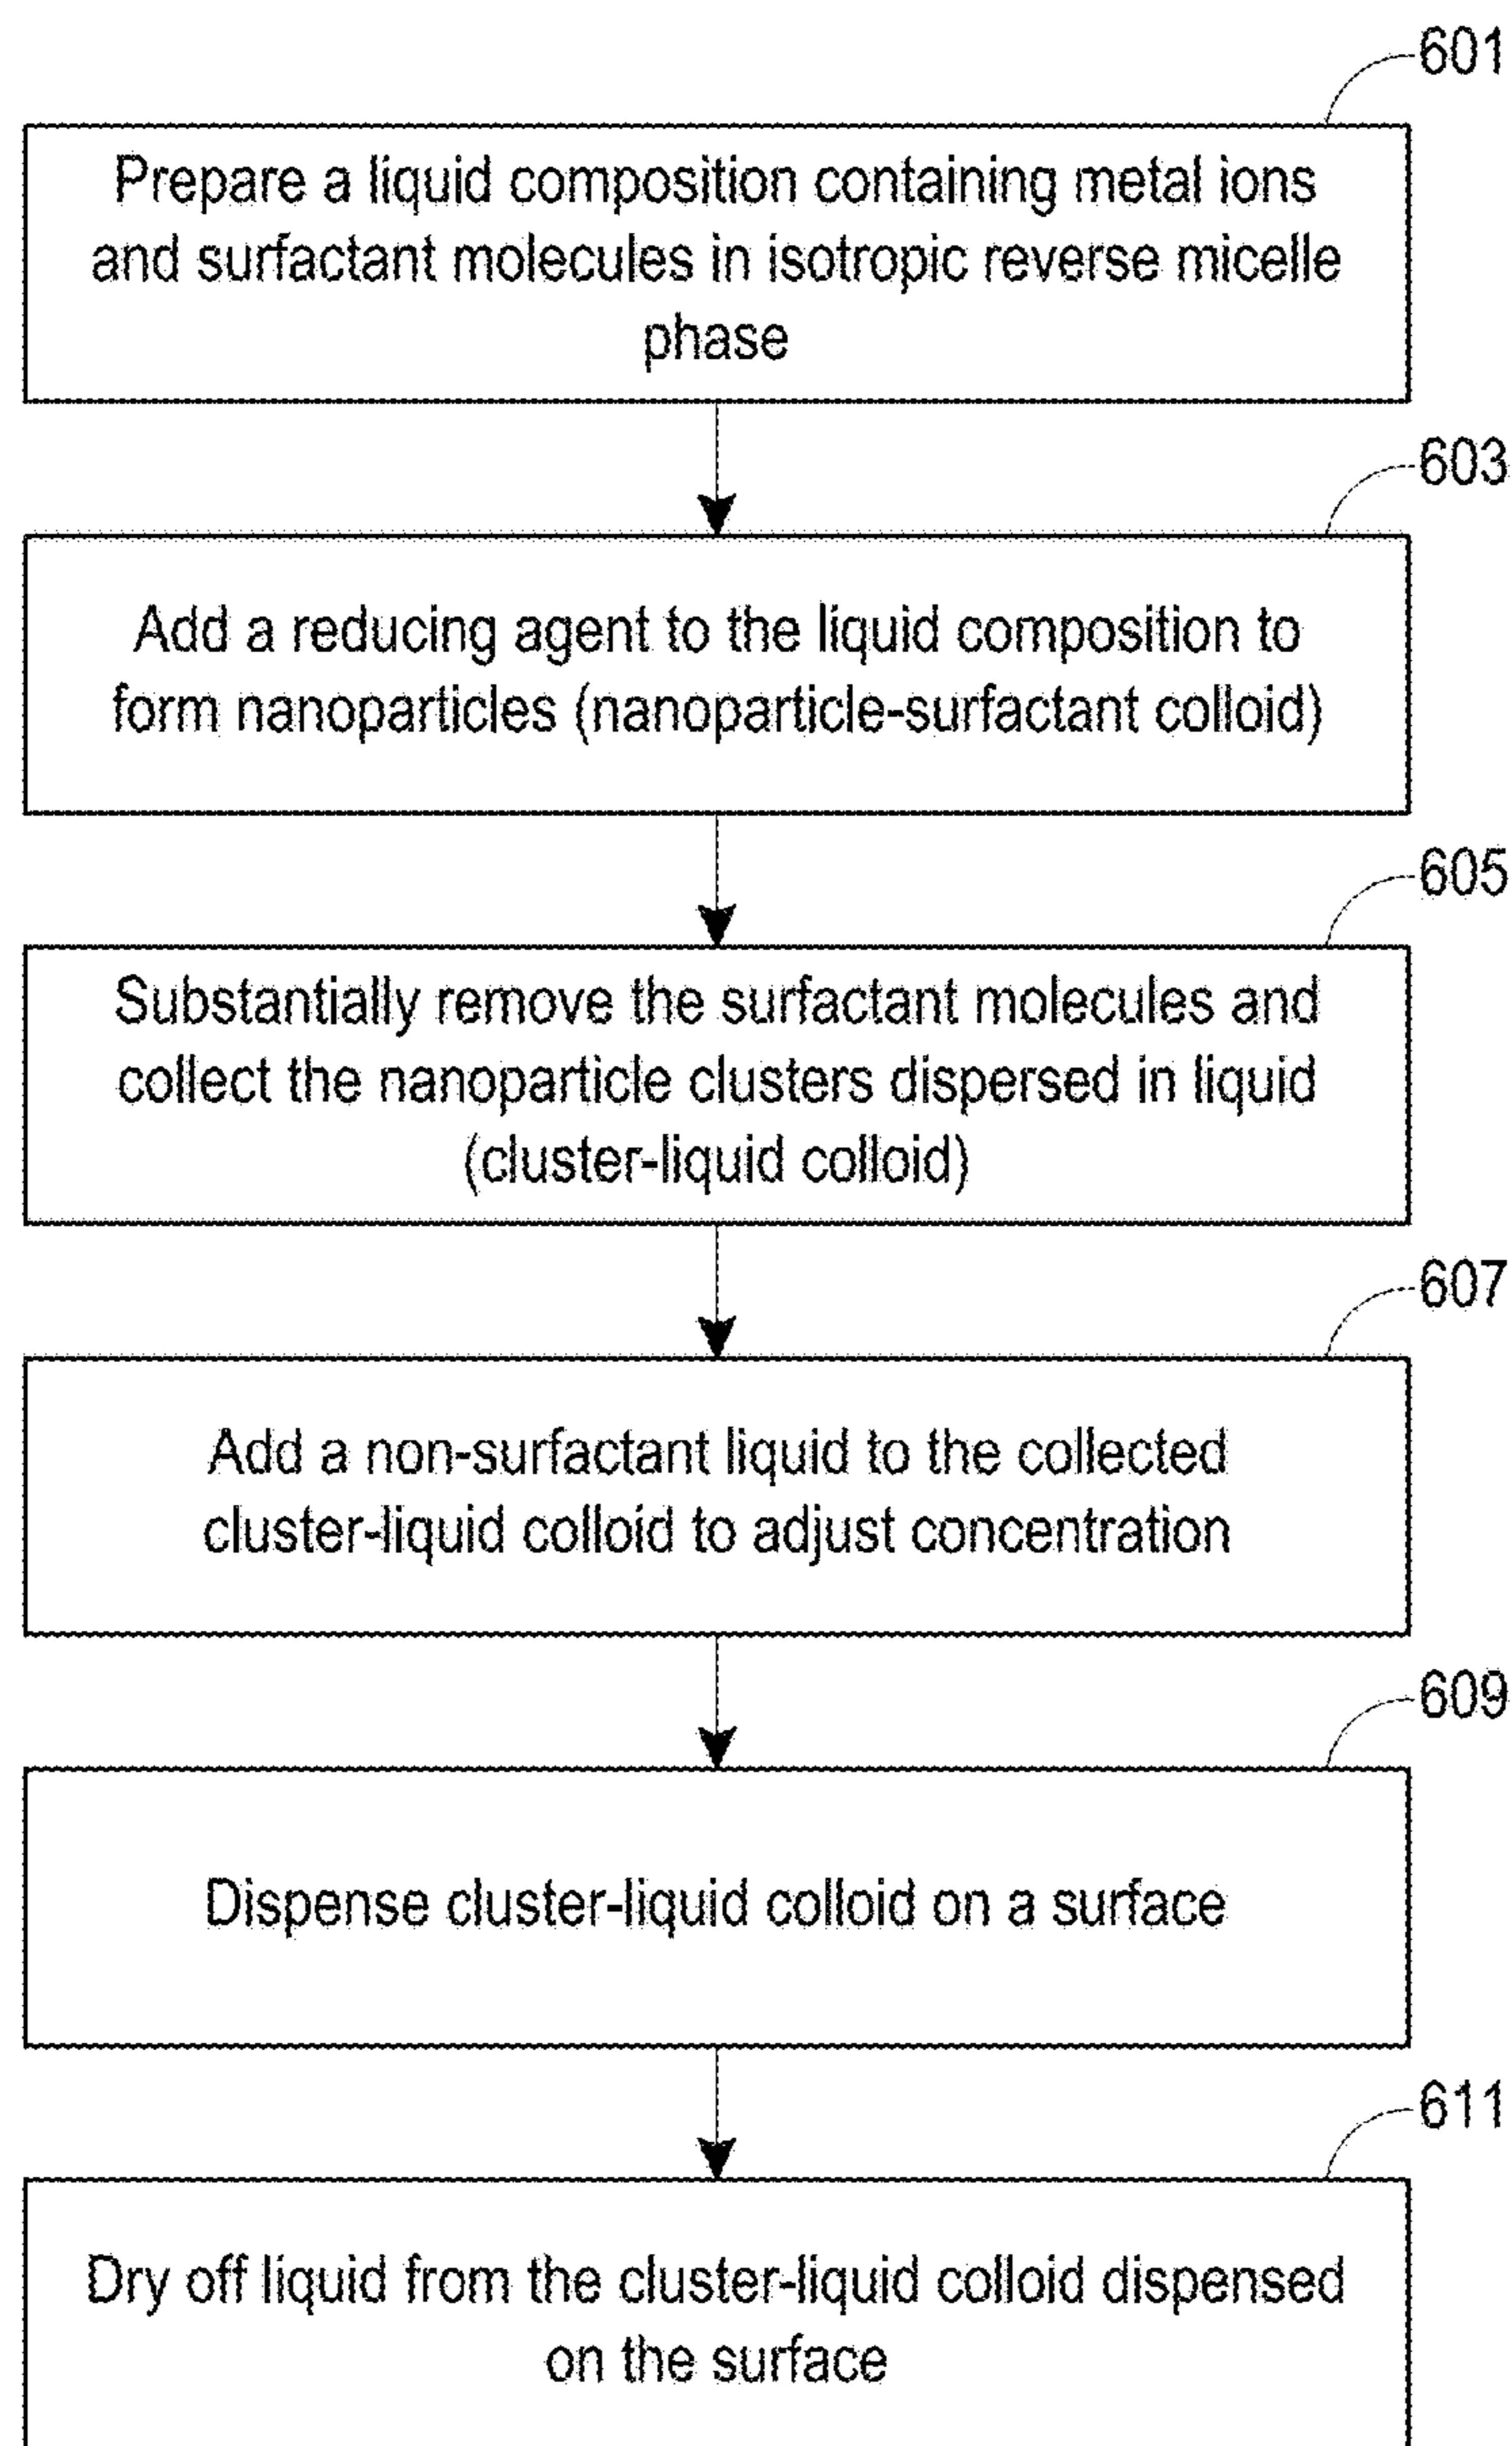 601
Prepare a liquid composition containing metal ions
and surfactant molecules in isotropic reverse micelle
phase
603
Add a reducing agent to the liquid composition to
form nanoparticles (nanoparticle-surfactant colloid)
605
Substantially remove the surfactant molecules and
collect the nanoparticle clusters dispersed in liquid
(cluster-liquid colloid)
607
Add a non-surfactant liquid to the collected
cluster-liquid colloid to adjust concentration
609
Dispense cluster-liquid colloid on a surface
611
Dry off liquid from the cluster-liquid colloid dispensed
on the surface